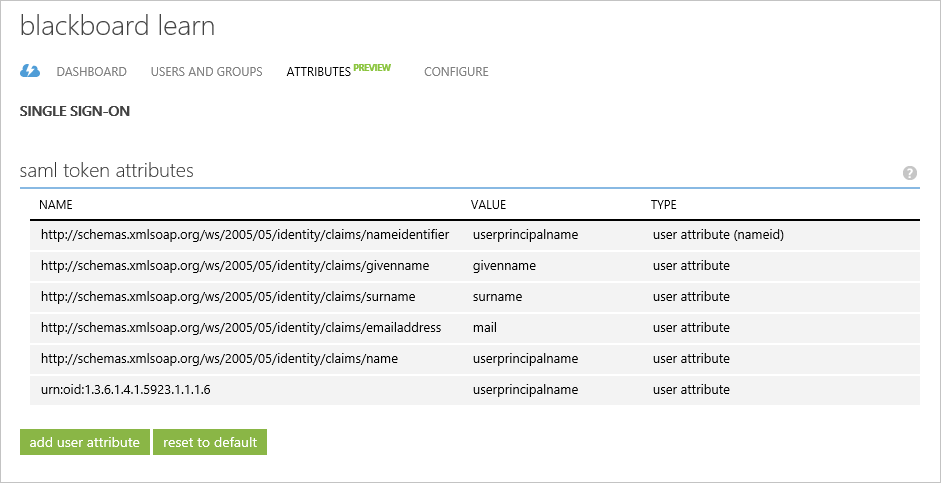 blackboard learn
DASHBOARD USERS AND GROUPS ATTRIBUTES PREVIEW CONFIGURE
SINGLE SIGN-ON
saml token attributes ?
NAME VALUE TYPE
http://schemas.xmlsoap.org/ws/2005/05/identity/claims/nameidentifier userprincipalname user attribute (nameid)
http://schemas.xmlsoap.org/ws/2005/05/identity/claims/givenname givenname user attribute
http://schemas.xmlsoap.org/ws/2005/05/identity/claims/surname surname user attribute
http://schemas.xmlsoap.org/ws/2005/05/identity/claims/emailaddress mail user attribute
http://schemas.xmlsoap.org/ws/2005/05/identity/claims/name userprincipalname user attribute
urn:oid:1.3.6.1.4.1.5923.1.1.1.6 userprincipalname user attribute
add user attribute reset to default